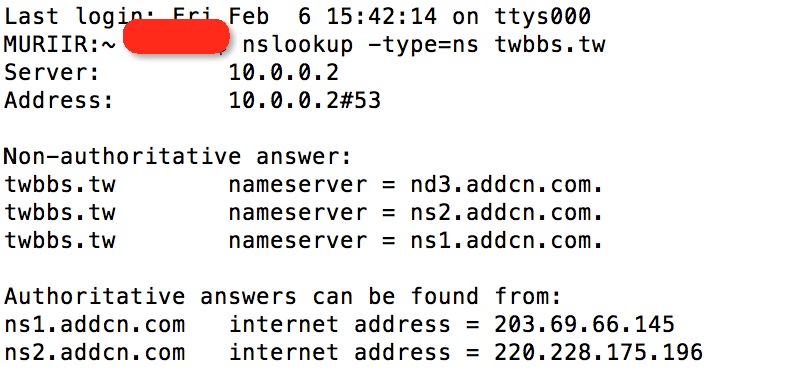 Last login: Fri Feb  6 15:42:14 on ttys000
MURIIR:~ nslookup -type=ns twbbs.tw
Server:         10.0.0.2
Address:        10.0.0.2#53
Non-authoritative answer:
twbbs.tw        nameserver = nd3.addcn.com.
twbbs.tw        nameserver = ns2.addcn.com.
twbbs.tw        nameserver = ns1.addcn.com.
Authoritative answers can be found from:
ns1.addcn.com   internet address = 203.69.66.145
ns2.addcn.com   internet address = 220.228.175.196